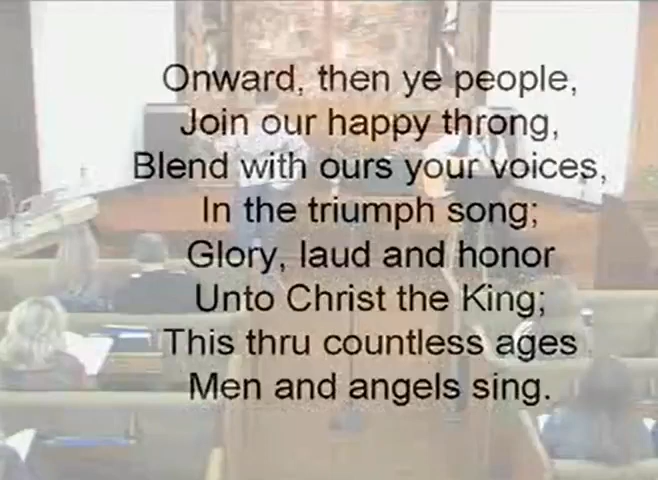 Onward, then ye people,
Join our happy throng,
Blend with ours your voices,
In the triumph song;
Glory, laud and honor
Unto Christ the King;
This thru countless ages
Men and angels sing.